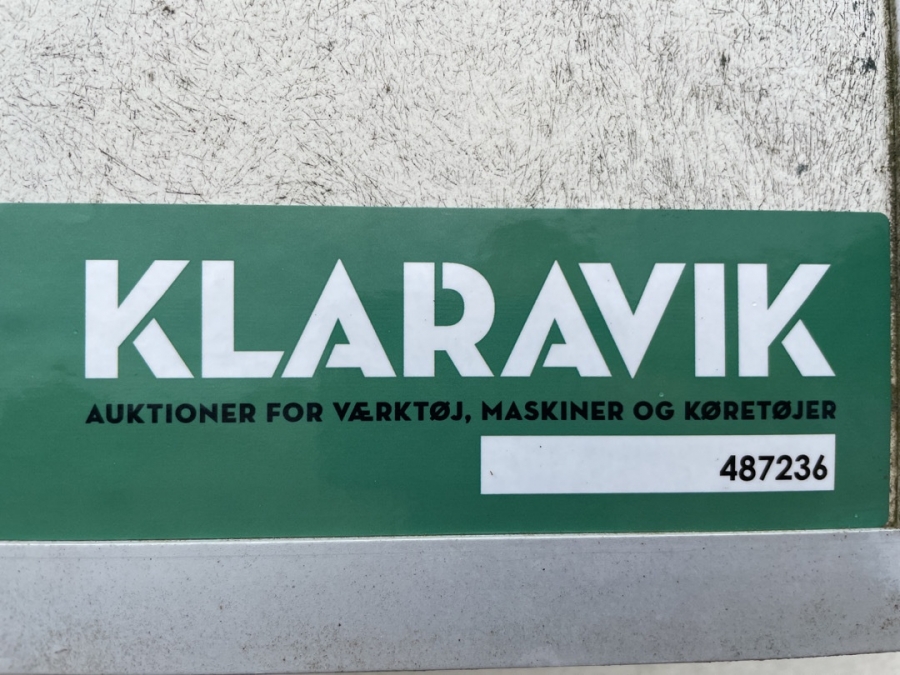 KLARAVIK
AUKTIONER FOR VÆRKTØJ, MASKINER OG KØRETØJER
487236